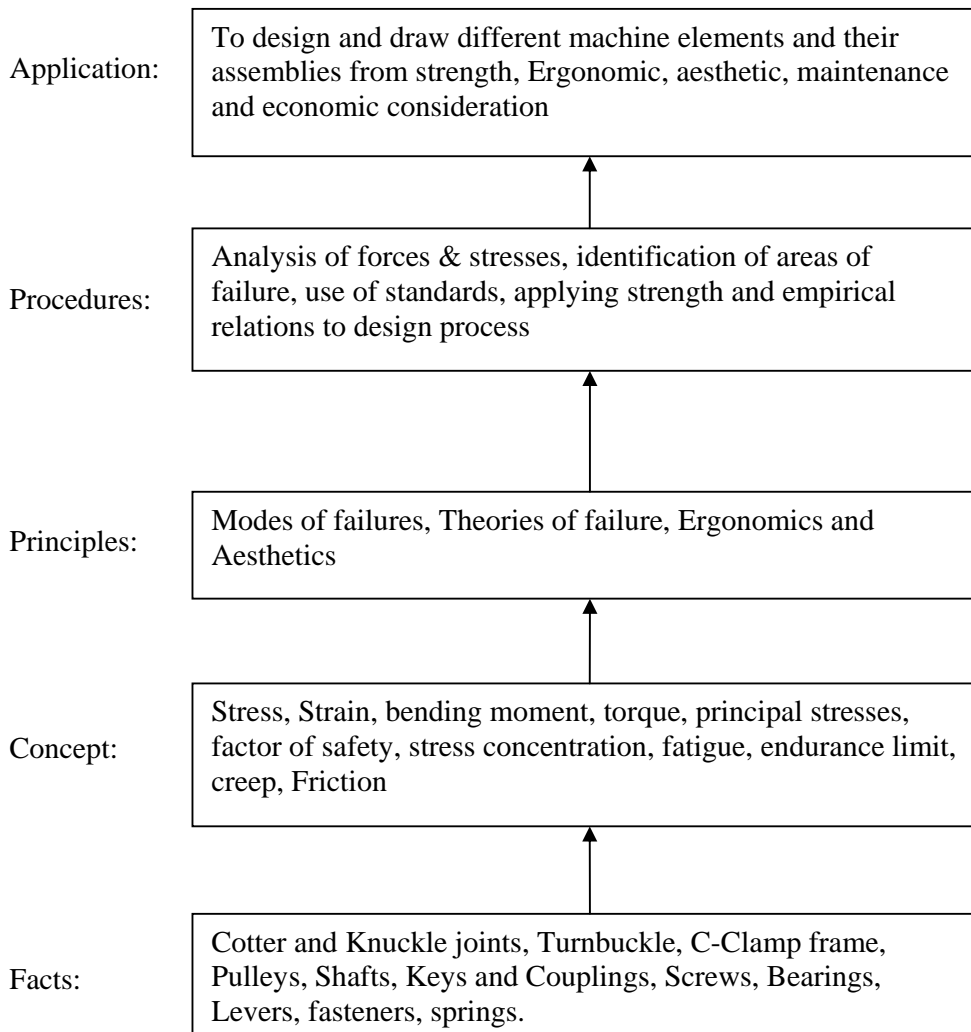 To design and draw different machine elements and their
Application:
assemblies from strength, Ergonomic, aesthetic, maintenance
and economic consideration
Analysis of forces & stresses, identification of areas of
Procedures:
failure, use of standards, applying strength and empirical
relations to design process
Modes of failures, Theories of failure, Ergonomics and
Principles:
Aesthetics
Stress, Strain, bending moment, torque, principal stresses,
Concept:
factor of safety, stress concentration, fatigue, endurance limit,
creep, Friction
Cotter and Knuckle joints, Turnbuckle, C-Clamp frame,
Facts:
Pulleys, Shafts, Keys and Couplings, Screws, Bearings,
Levers, fasteners, springs.